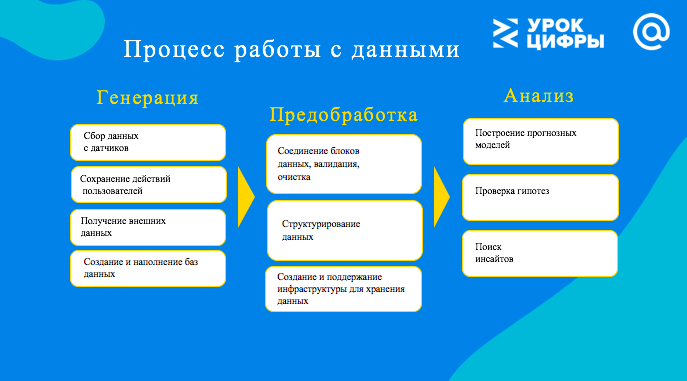 Процесс работы с данными
УРОК
ЦИФРЫ
Генерация
Сбор данных
с датчиков
Сохранение действий
пользователей
Получение внешних
данных
Создание и наполнение баз
данных
Предобработка
Соединение блоков
данных, валидация,
очистка
Структурирование
данных
Создание и поддержание
инфраструктуры для хранения
данных
Анализ
Построение прогнозных
моделей
Проверка гипотез
Поиск
инсайтов